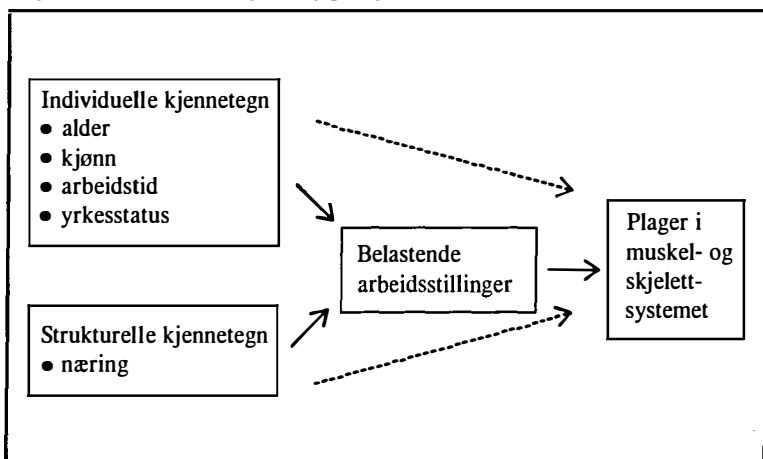 Individuelle kjennetegn
● alder
● kjønn
● arbeidstid
● yrkesstatus
Belastende
arbeidsstillinger
Plager i
muskel- og
skjelett-
systemet
Strukturelle kjennetegn
● næring